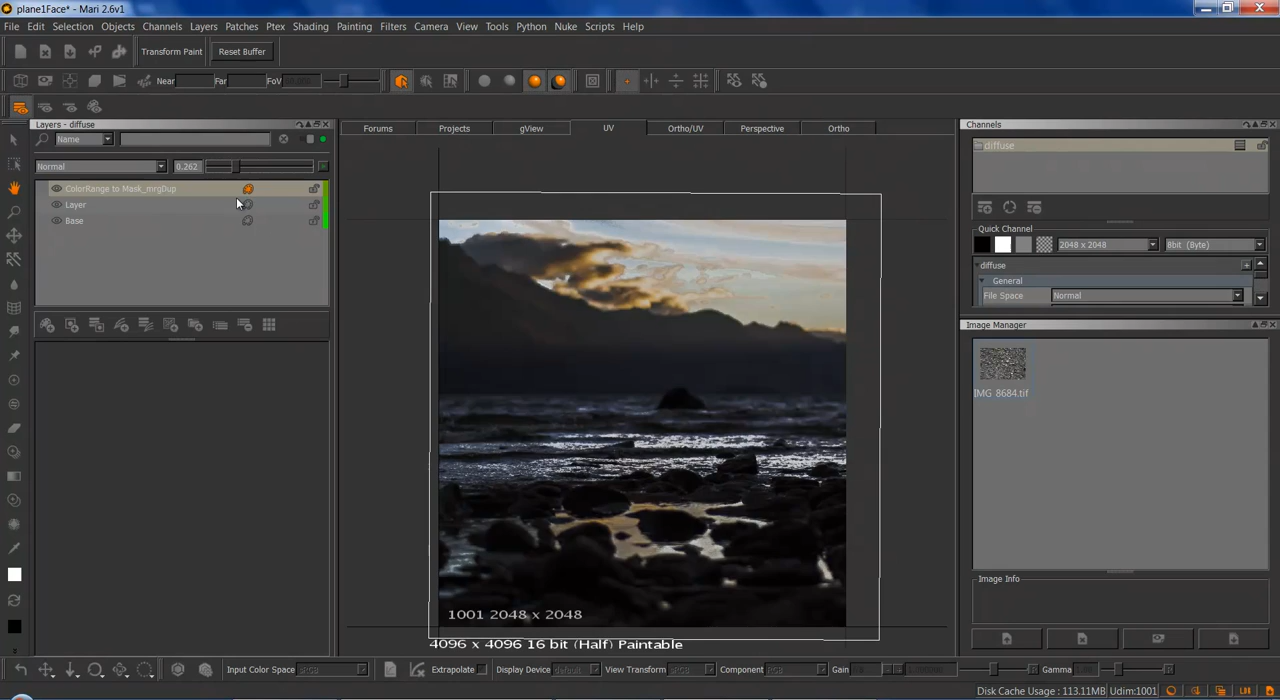 plane1Face* - Mari 2.6v1
File Edit Selection Objects Channels Layers Patches Ptex Shading Painting Filters Camera View Tools Python Nuke Scripts Help
Transform Paint Reset Buffer
Near Far FoV
Layers - diffuse
Name
Normal 0.262
ColorRange to Mask_mrgDup
Layer
Base
Forums Projects gView UV Ortho/UV Perspective Ortho
1001 2048 x 2048
4096 x 4096 16 bit (Half) Paintable
Channels
diffuse
Quick Channel
2048 x 2048 8bit (Byte)
diffuse
General
File Space Normal
Image Manager
IMG 8684.tif
Image Info
Input Color Space sRGB Extrapolate Display Device default View Transform sRGB Component RGB Gain Gamma
Disk Cache Usage : 113.11MB Udim:1001